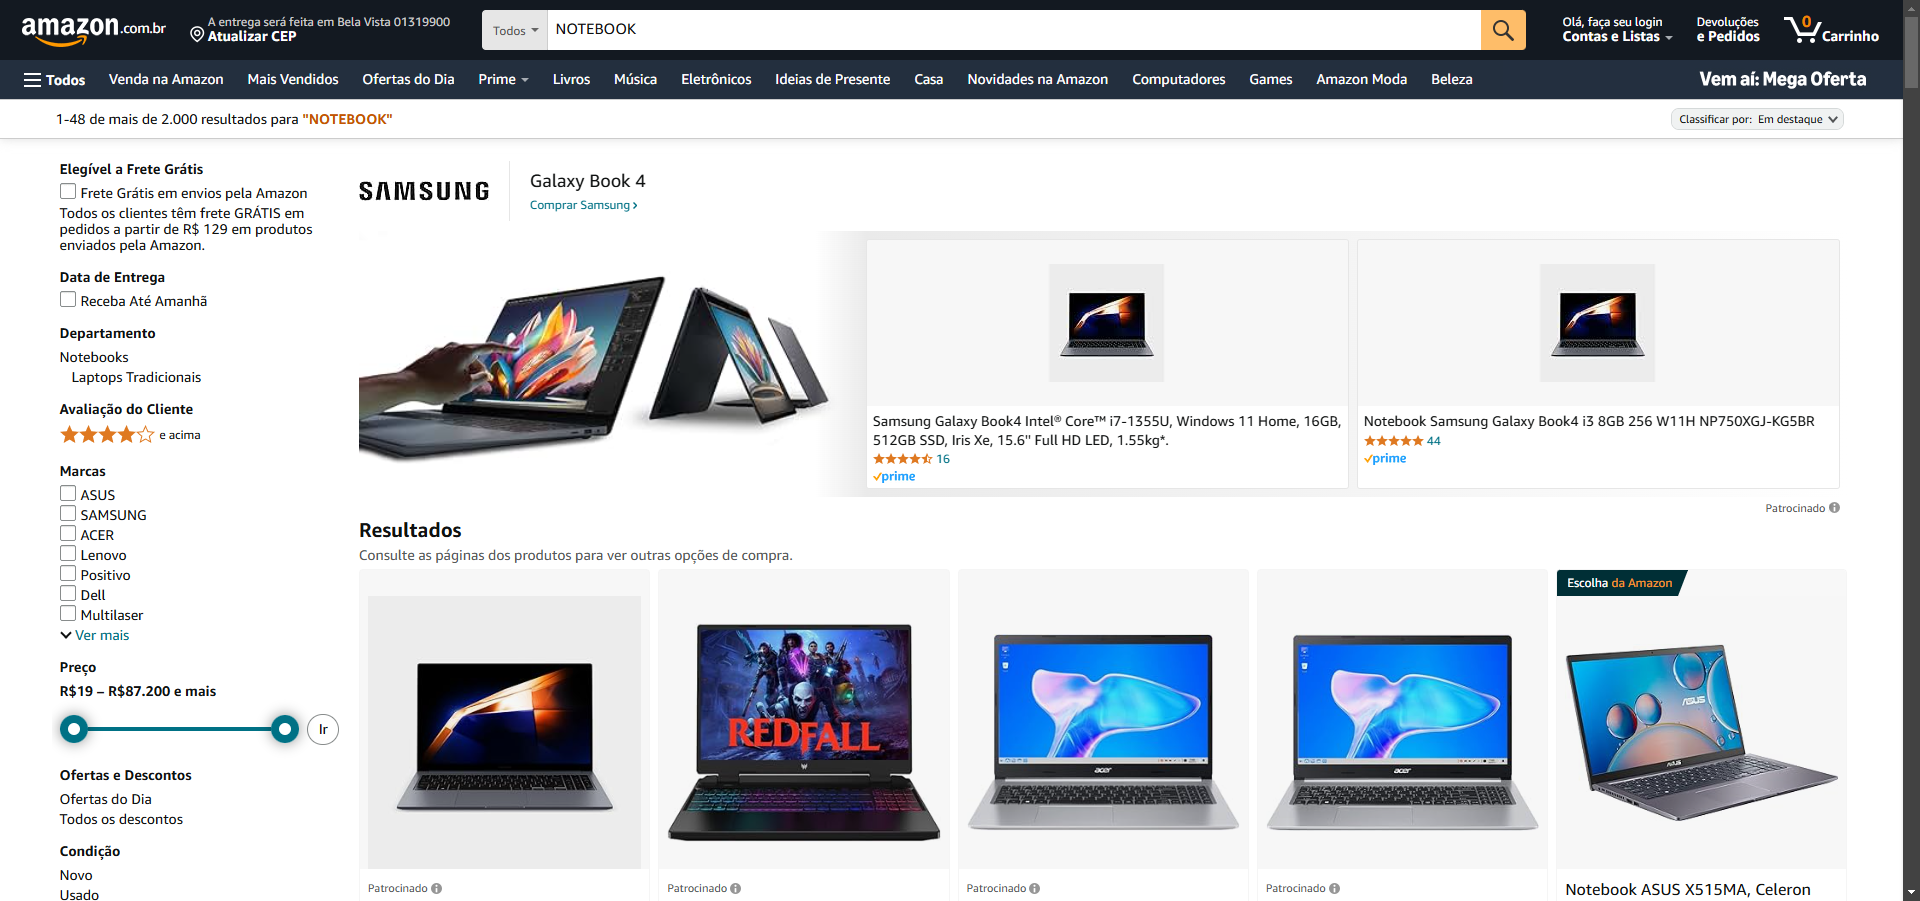 amazon.com.br
A entrega será feita em Bela Vista 01319900
Atualizar CEP
Todos
NOTEBOOK
Olá, faça seu login
Contas e Listas
Devoluções
e Pedidos
0
Carrinho
Todos
Venda na Amazon
Mais Vendidos
Ofertas do Dia
Prime
Livros
Música
Eletrônicos
Ideias de Presente
Casa
Novidades na Amazon
Computadores
Games
Amazon Moda
Beleza
Vem aí: Mega Oferta
1-48 de mais de 2.000 resultados para "NOTEBOOK"
Classificar por: Em destaque
Elegível a Frete Grátis
Frete Grátis em envios pela Amazon
Todos os clientes têm frete GRÁTIS em
pedidos a partir de R$ 129 em produtos
enviados pela Amazon.
Data de Entrega
Receba Até Amanhã
Departamento
Notebooks
Laptops Tradicionais
Avaliação do Cliente
e acima
Marcas
ASUS
SAMSUNG
ACER
Lenovo
Positivo
Dell
Multilaser
Ver mais
Preço
R$19 – R$87.200 e mais
Ir
Ofertas e Descontos
Ofertas do Dia
Todos os descontos
Condição
Novo
Usado
SAMSUNG
Galaxy Book 4
Comprar Samsung
Samsung Galaxy Book4 Intel® Core™ i7-1355U, Windows 11 Home, 16GB,
512GB SSD, Iris Xe, 15.6" Full HD LED, 1.55kg*.
16
prime
Notebook Samsung Galaxy Book4 i3 8GB 256 W11H NP750XGJ-KG5BR
44
prime
Patrocinado
Resultados
Consulte as páginas dos produtos para ver outras opções de compra.
Escolha da Amazon
REDFALL
acer
acer
ASUS
ASUS
Patrocinado
Patrocinado
Patrocinado
Patrocinado
Notebook ASUS X515MA, Celeron